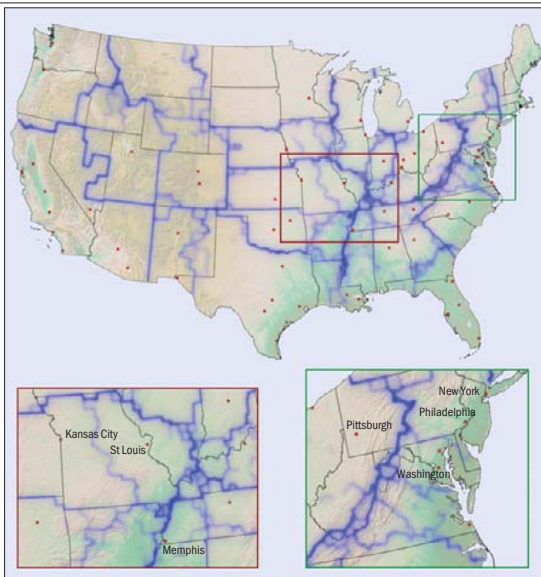 Kansas City
St Louis
Memphis
New York
Philadelphia
Pittsburgh
Washington